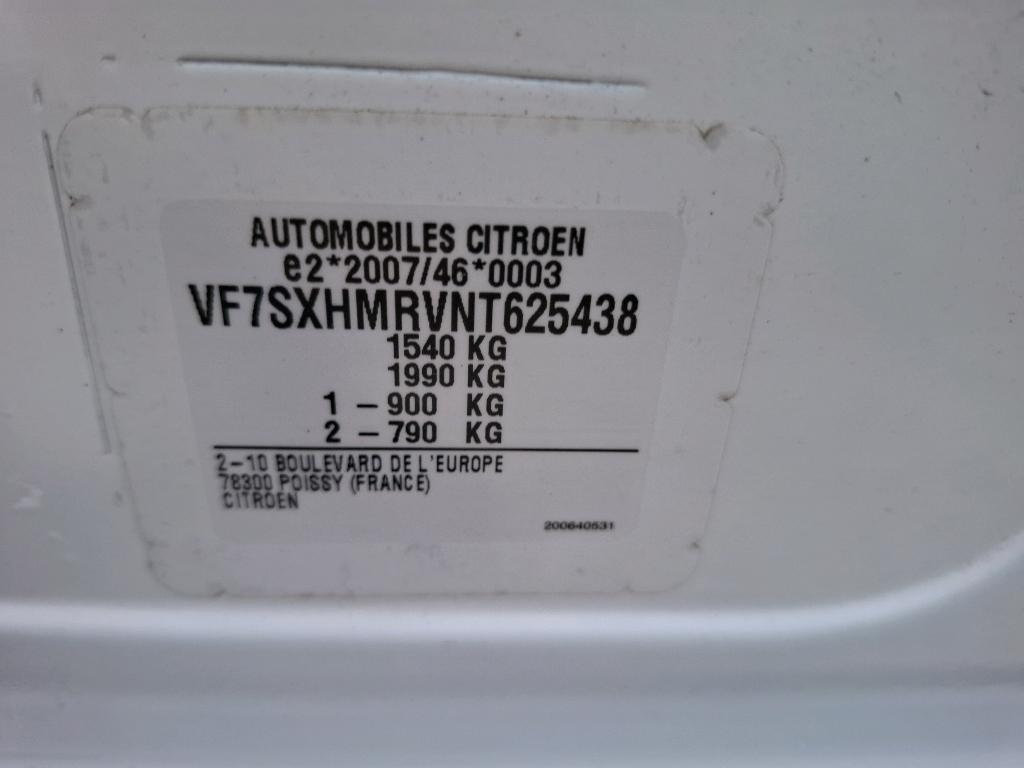 AUTOMOBILES CITROEN
e2*2007/46*0003
VF7SXHMRVNT625438
1540 KG
1990 KG
1 - 900 KG
2 - 790 KG
2-10 BOULEVARD DE L'EUROPE
78300 POISSY (FRANCE)
CITROEN
200640531